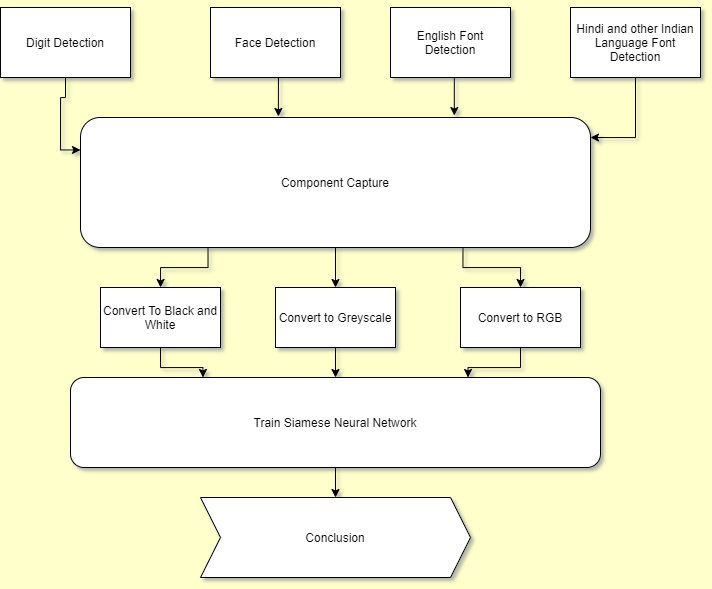 Digit Detection
Face Detection
English Font
Detection
Hindi and other Indian
Language Font
Detection
Component Capture
Convert To Black and
White
Convert to Greyscale
Convert to RGB
Train Siamese Neural Network
Conclusion